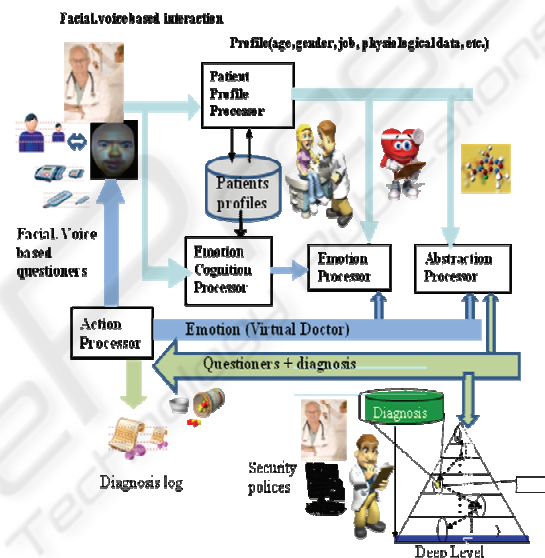 Facial.voice based interaction
Profile(age, gender, job, physiological data, etc.)
Patient
Profile
Processor
Patients
profiles
Facial. Voice
based
questioners
Emotion
Cognition
Processor
Emotion
Processor
Abstraction
Processor
Action
Processor
Emotion (Virtual Doctor)
Questioners + diagnosis
Diagnosis
Diagnosis log
Security
polices
Deep Level